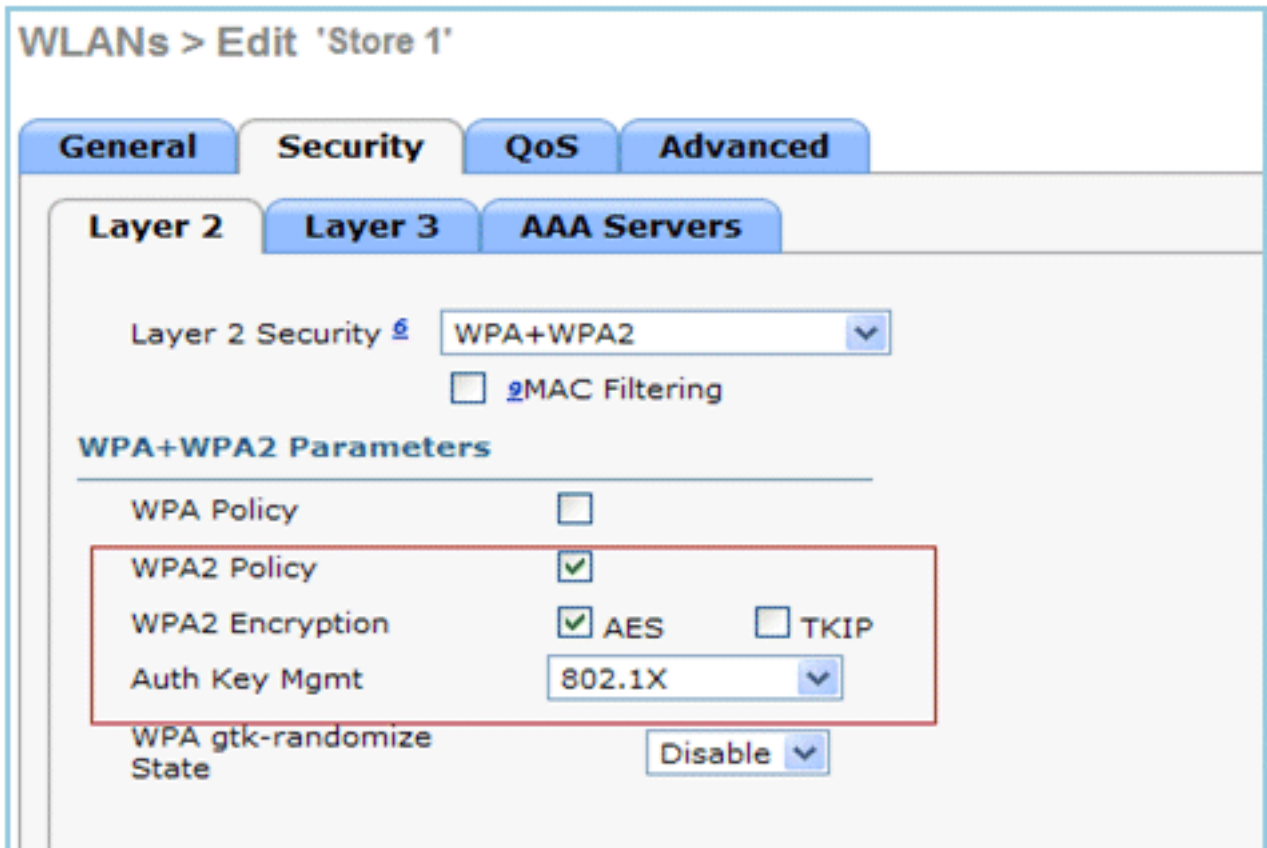 WLANs > Edit 'Store 1'
General Security QoS Advanced
Layer 2 Layer 3 AAA Servers
Layer 2 Security 6 WPA+WPA2
9 MAC Filtering
WPA+WPA2 Parameters
WPA Policy
WPA2 Policy
WPA2 Encryption AES TKIP
Auth Key Mgmt 802.1X
WPA gtk-randomize
State Disable